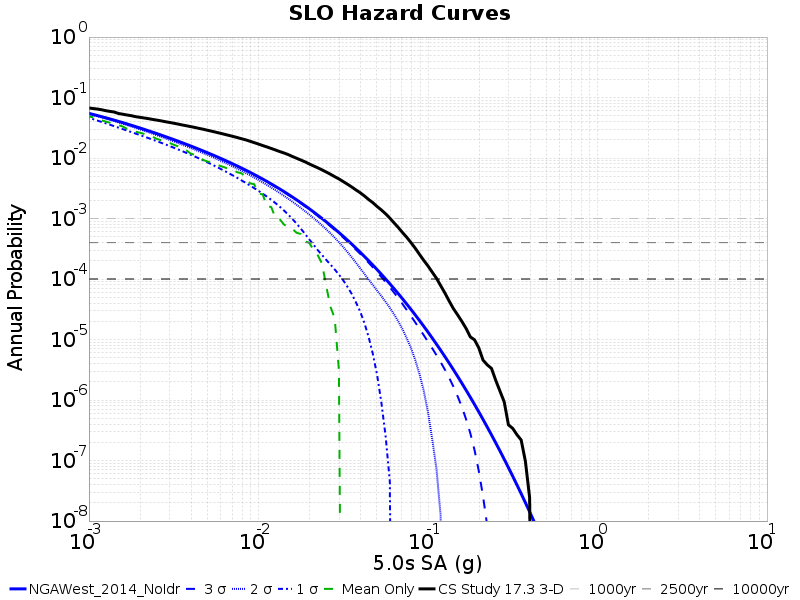 SLO Hazard Curves
10^0
10^-1
10^-2
10^-3
10^-4
10^-5
10^-6
10^-7
10^-8
Annual Probability
10^-3 10^-2 10^-1 10^0 10^1
5.0s SA (g)
NGAWest_2014_NoIdr 3 σ 2 σ 1 σ Mean Only CS Study 17.3 3-D 1000yr 2500yr 10000yr